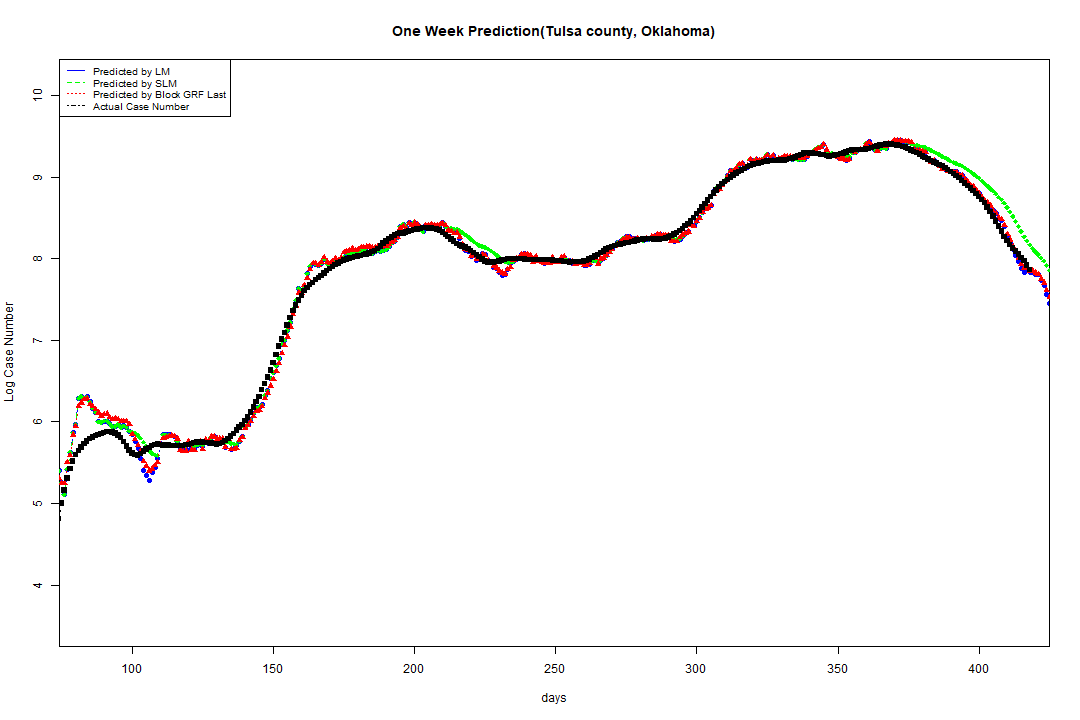 One Week Prediction(Tulsa county, Oklahoma)
Predicted by LM
Predicted by SLM
Predicted by Block GRF Last
Actual Case Number
10
9
8
7
6
5
4
Log Case Number
100 150 200 250 300 350 400
days